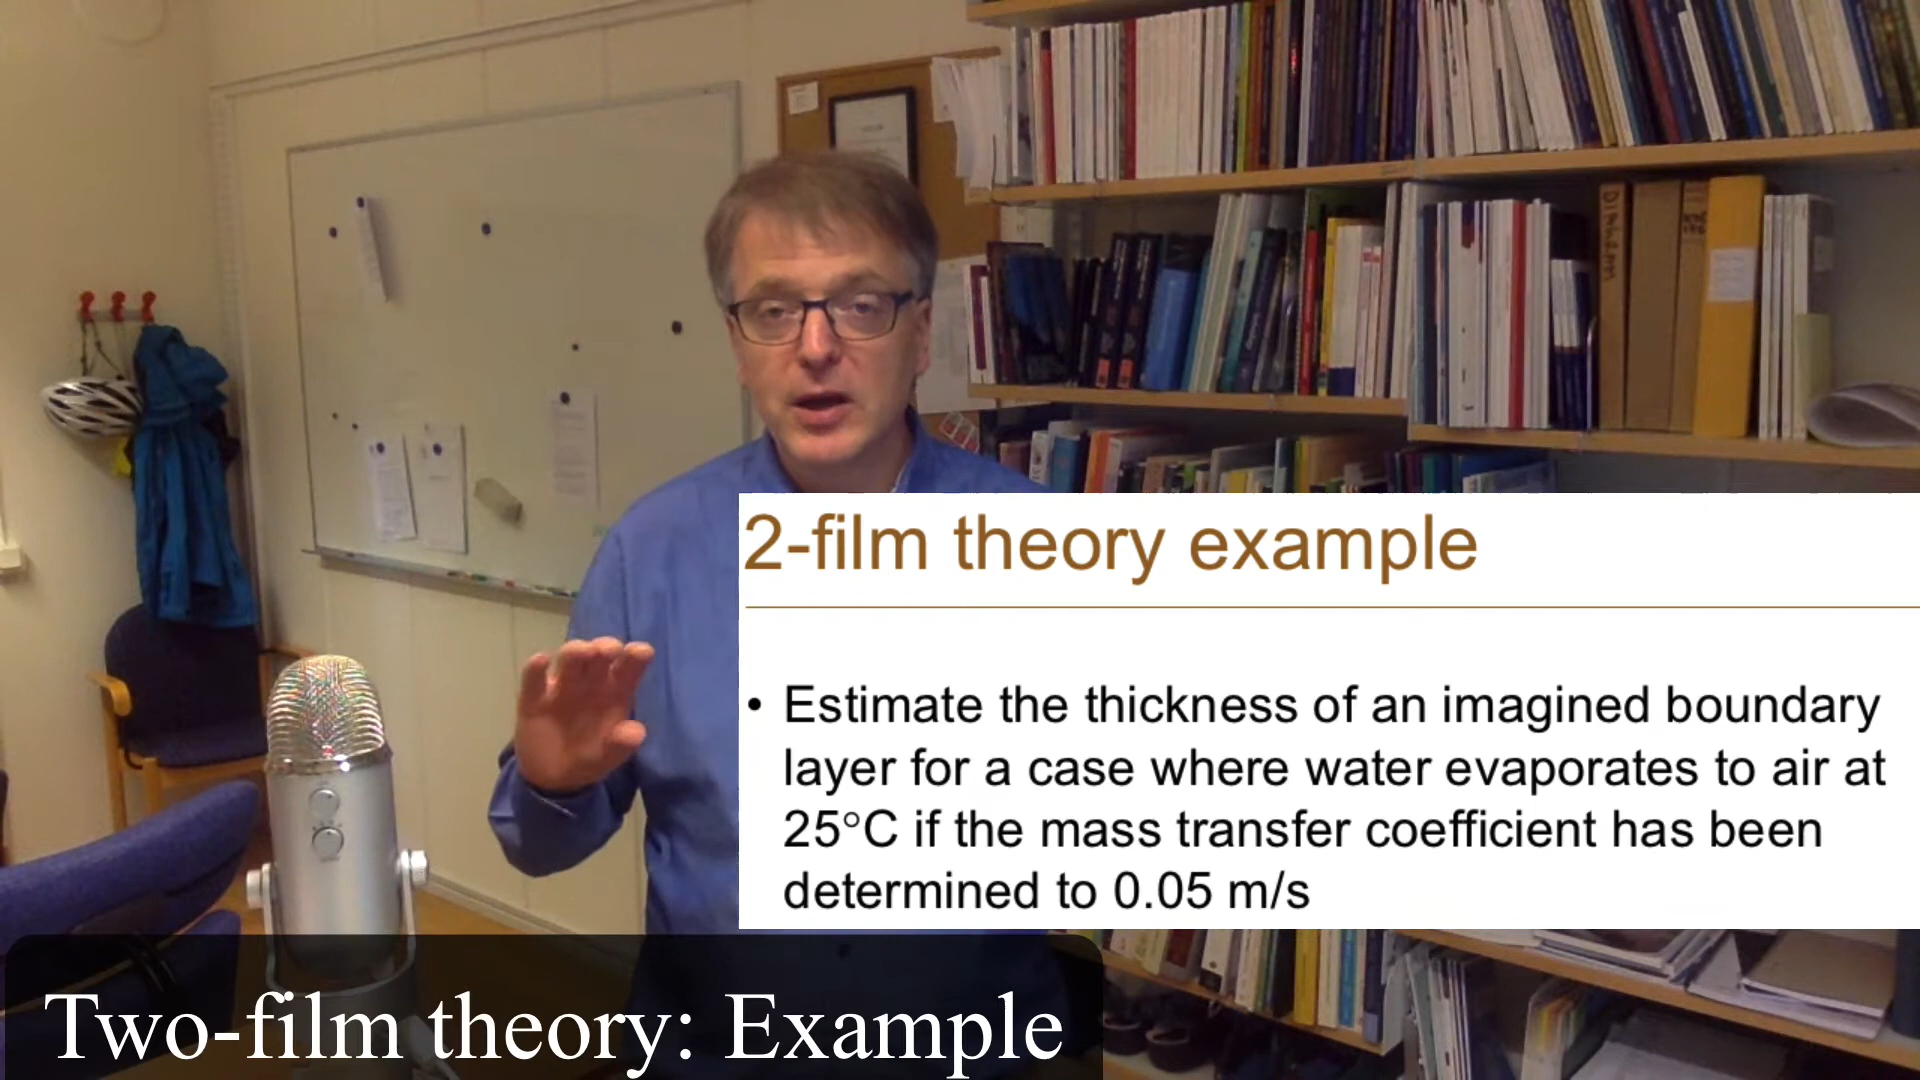 2-film theory example
• Estimate the thickness of an imagined boundary
layer for a case where water evaporates to air at
25°C if the mass transfer coefficient has been
determined to 0.05 m/s
Two-film theory: Example